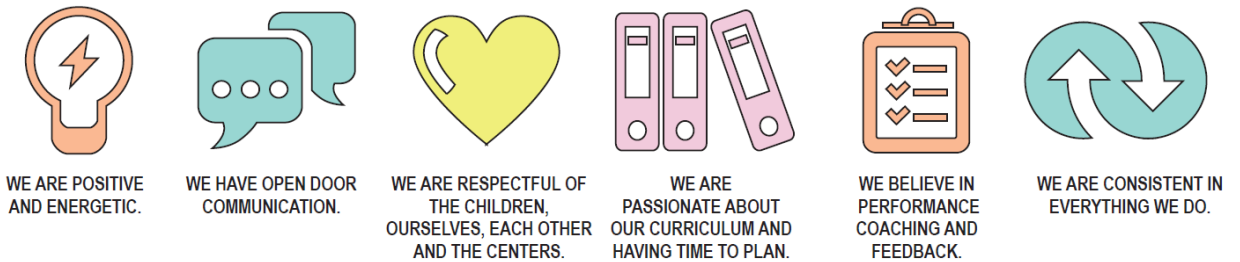 WE ARE POSITIVE
AND ENERGETIC.
WE HAVE OPEN DOOR
COMMUNICATION.
WE ARE RESPECTFUL OF
THE CHILDREN,
OURSELVES, EACH OTHER
AND THE CENTERS.
WE ARE
PASSIONATE ABOUT
OUR CURRICULUM AND
HAVING TIME TO PLAN.
WE BELIEVE IN
PERFORMANCE
COACHING AND
FEEDBACK.
WE ARE CONSISTENT IN
EVERYTHING WE DO.